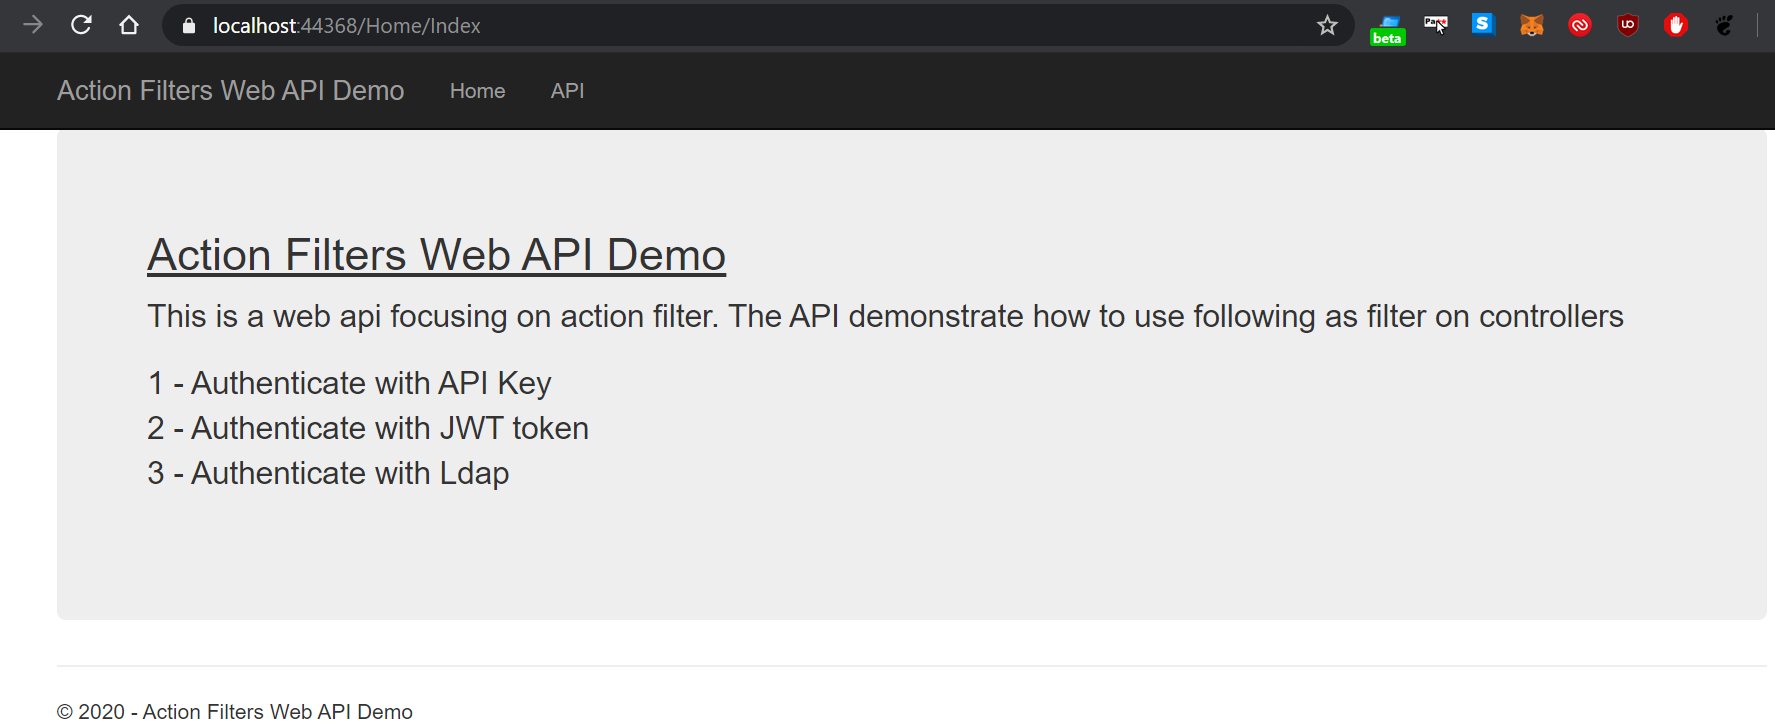 localhost:44368/Home/Index
beta
Pa**
S
Action Filters Web API Demo Home API
Action Filters Web API Demo
This is a web api focusing on action filter. The API demonstrate how to use following as filter on controllers
1 - Authenticate with API Key
2 - Authenticate with JWT token
3 - Authenticate with Ldap
© 2020 - Action Filters Web API Demo